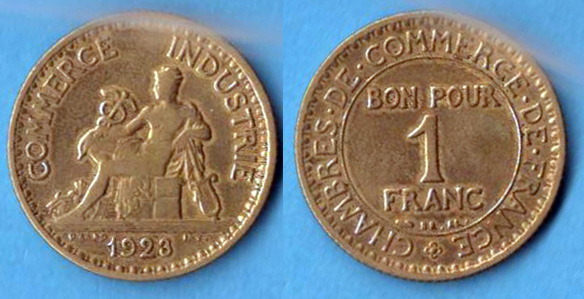 COMMERCE INDUSTRIE
1923
CHAMBRES·DE·COMMERCE·DE·FRANCE
BON·POUR
1
FRANC